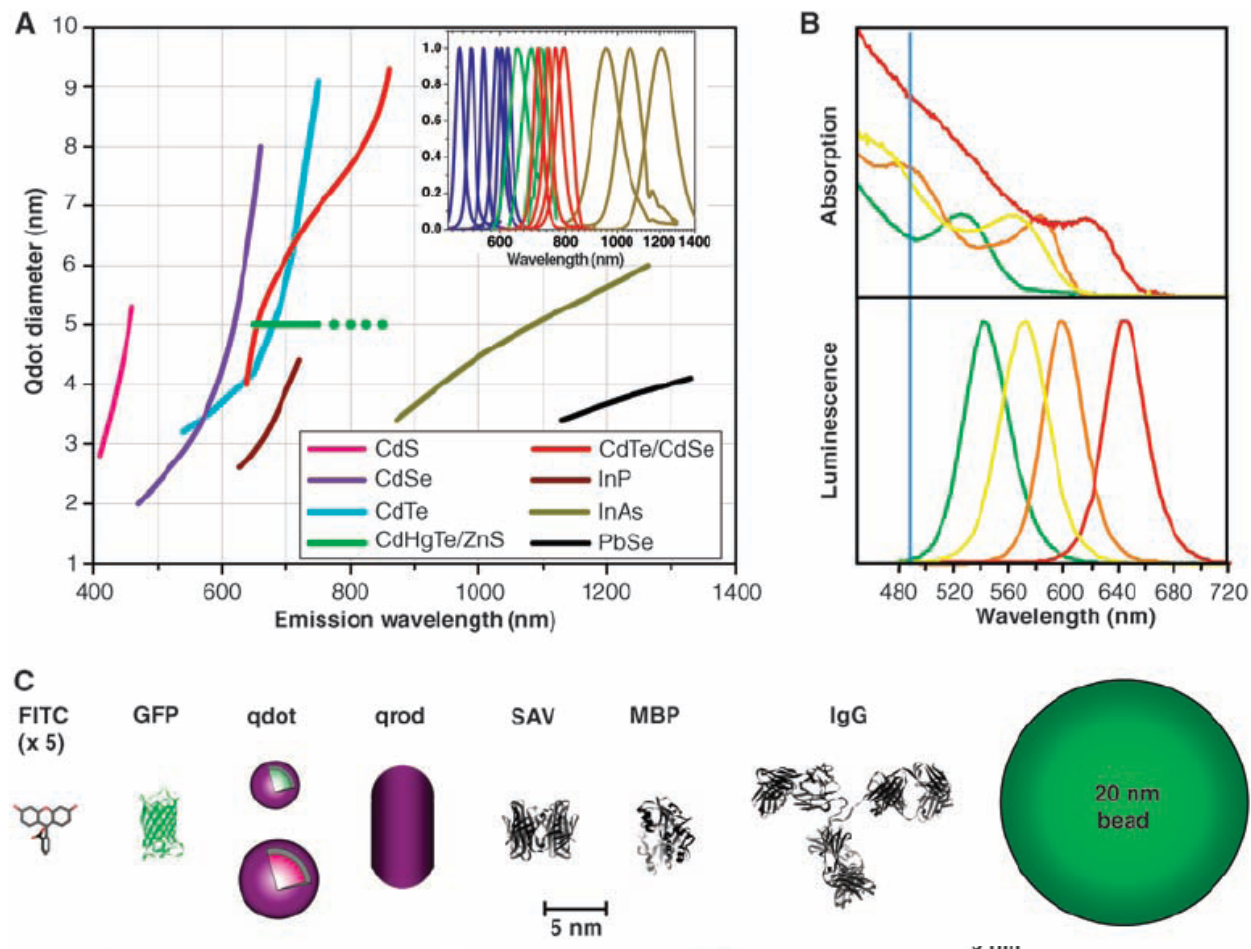 A
Qdot diameter (nm)
10
9
8
7
6
5
4
3
2
1
400 600 800 1000 1200 1400
Emission wavelength (nm)
1.0
0.8
0.6
0.4
0.2
0.0
600 800 1000 1200 1400
Wavelength (nm)
CdS
CdSe
CdTe
CdHgTe/ZnS
CdTe/CdSe
InP
InAs
PbSe
B
Absorption
Luminescence
480 520 560 600 640 680 720
Wavelength (nm)
C
FITC
(x 5)
GFP
qdot
qrod
SAV
MBP
IgG
20 nm
bead
5 nm